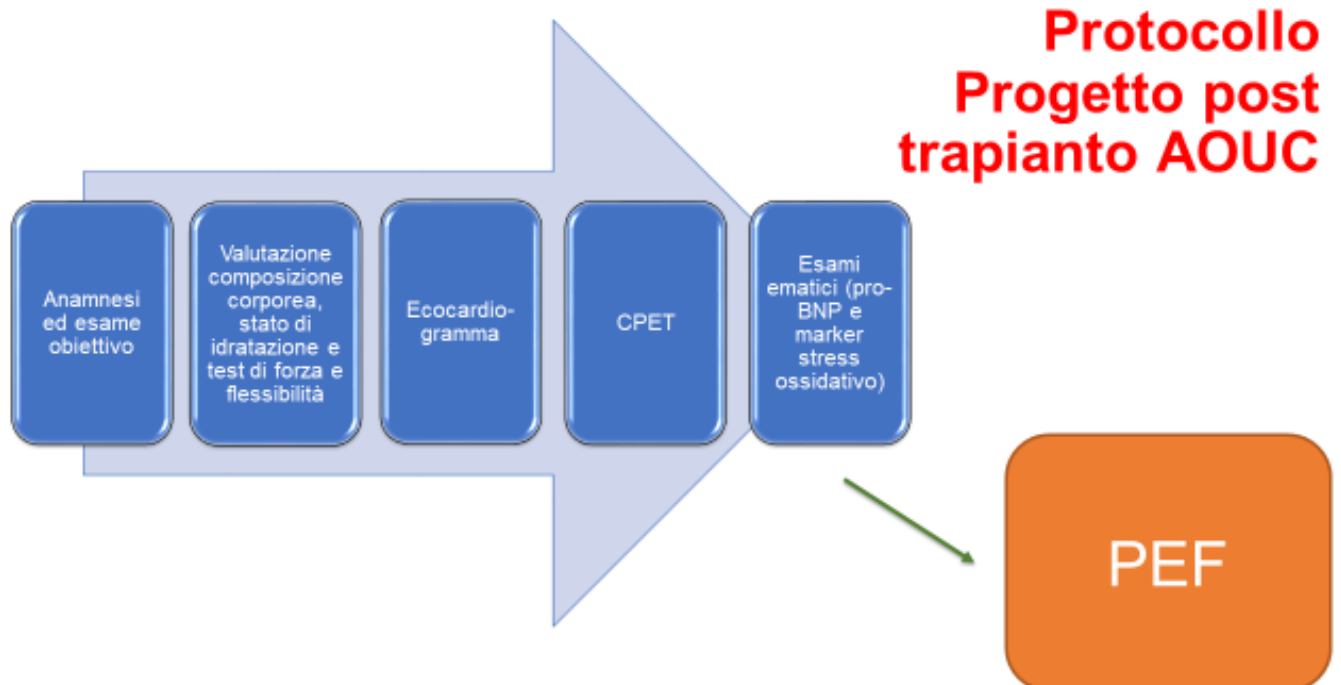 Protocollo
Progetto post
trapianto AOUC
Anamnesi
ed esame
obiettivo
Valutazione
composizione
corporea,
stato di
idratazione e
test di forza e
flessibilità
Ecocardio-
gramma
CPET
Esami
ematici (pro-
BNP e
marker
stress
ossidativo)
PEF